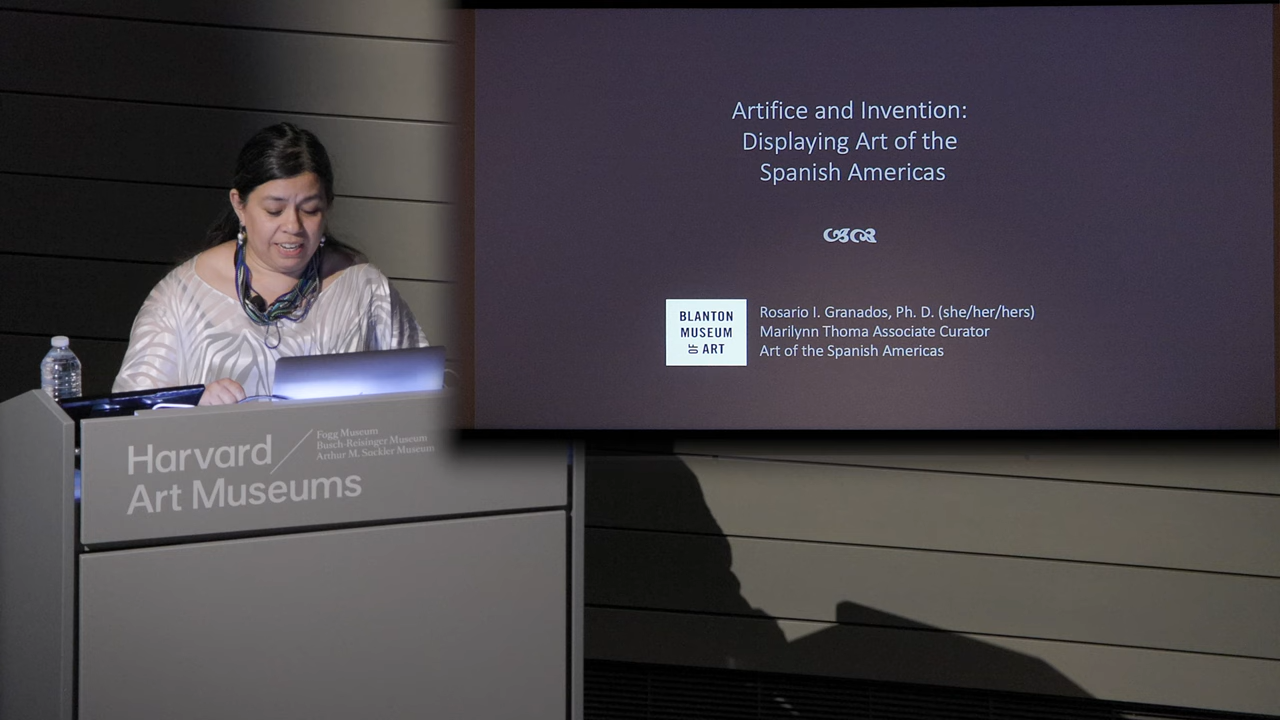 Artifice and Invention:
Displaying Art of the
Spanish Americas
BLANTON
MUSEUM
OF ART
Rosario I. Granados, Ph. D. (she/her/hers)
Marilynn Thoma Associate Curator
Art of the Spanish Americas
Harvard
Art Museums
Fogg Museum
Busch-Reisinger Museum
Arthur M. Sackler Museum